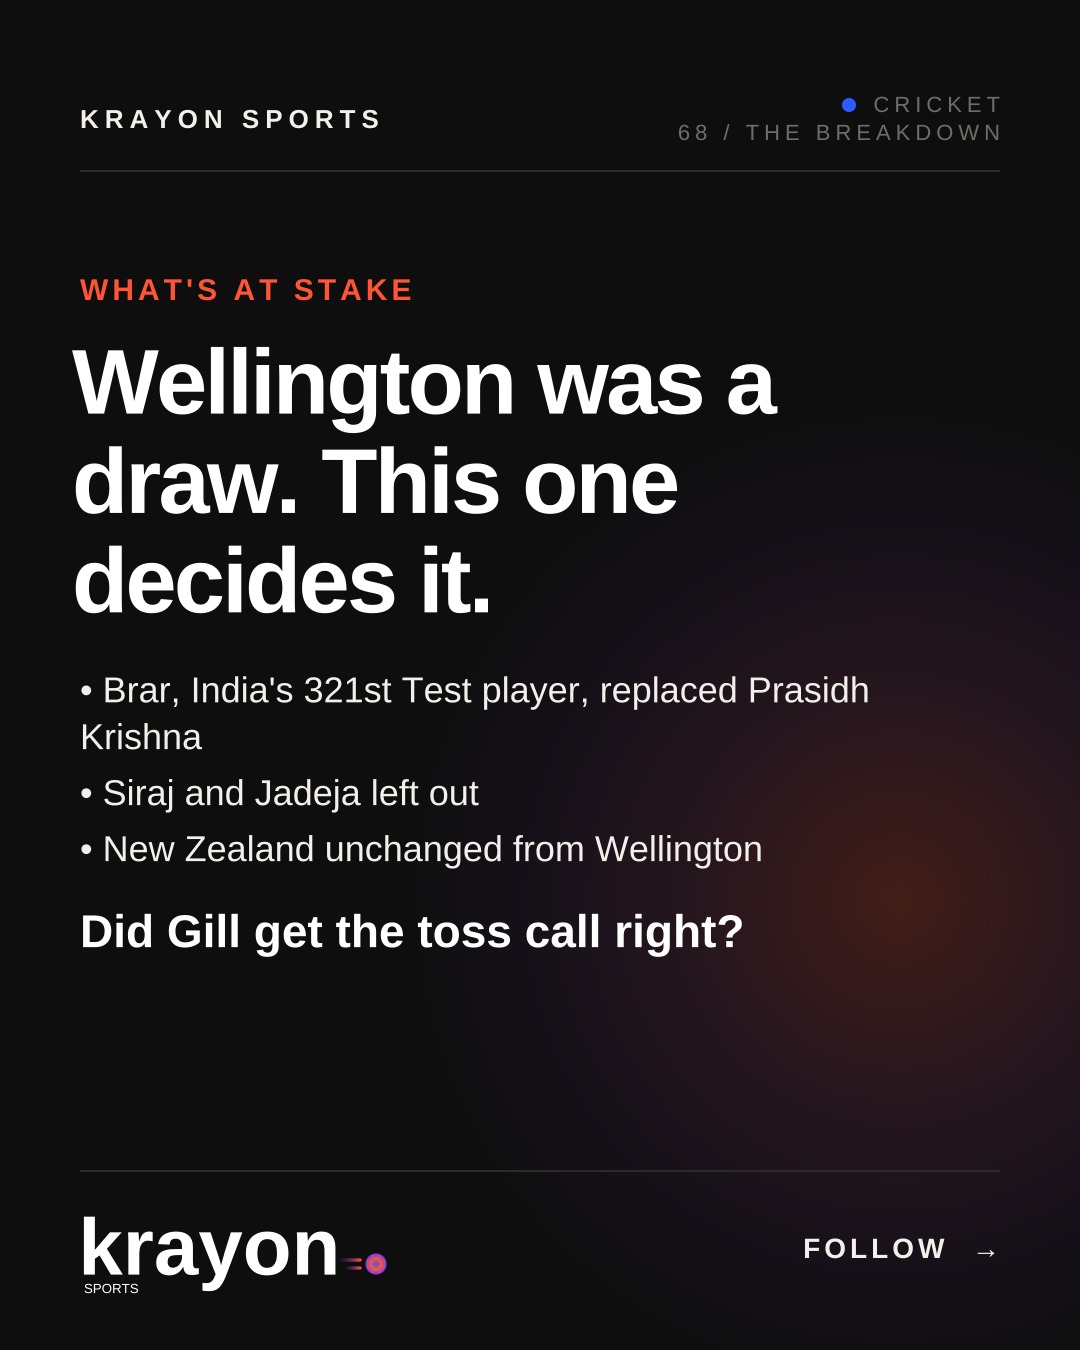 KRAYON SPORTS
CRICKET
68 / THE BREAKDOWN
WHAT'S AT STAKE
Wellington was a
draw. This one
decides it.
• Brar, India's 321st Test player, replaced Prasidh
Krishna
• Siraj and Jadeja left out
• New Zealand unchanged from Wellington
Did Gill get the toss call right?
krayon
SPORTS
FOLLOW →